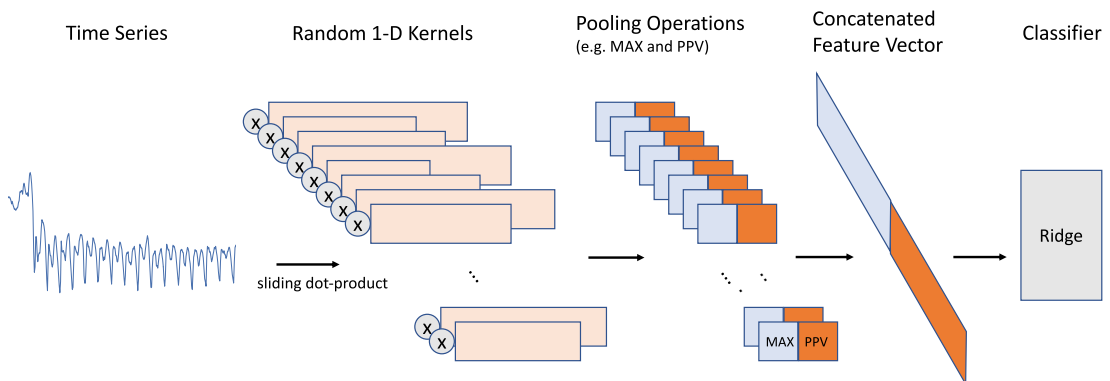 Time Series
Random 1-D Kernels
Pooling Operations
(e.g. MAX and PPV)
Concatenated
Feature Vector
Classifier
x
x
x
x
x
x
x
x
sliding dot-product
x
x
MAX PPV
Ridge